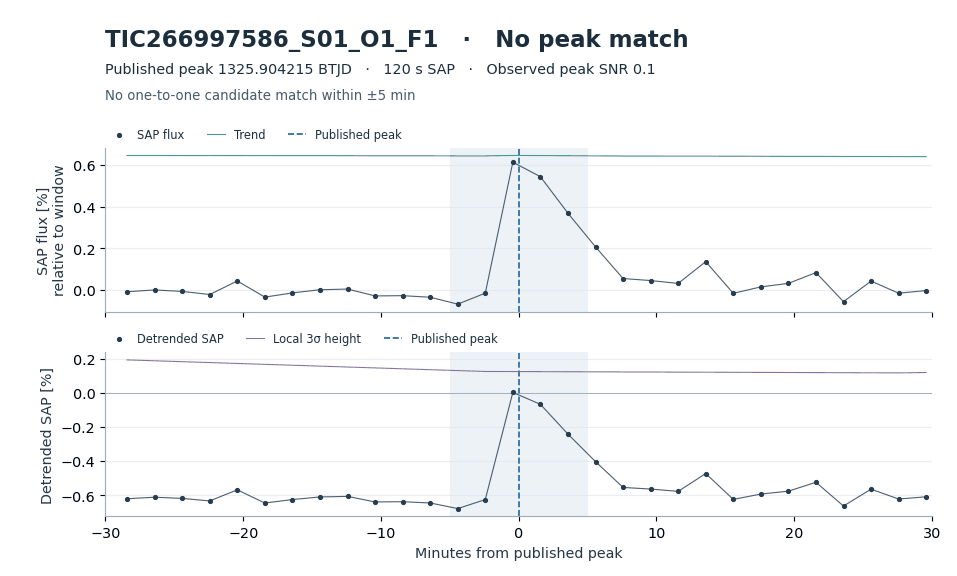 TIC266997586_S01_O1_F1 · No peak match
Published peak 1325.904215 BTJD · 120 s SAP · Observed peak SNR 0.1
No one-to-one candidate match within ±5 min
SAP flux Trend Published peak
SAP flux [%]
relative to window
0.6
0.4
0.2
0.0
Detrended SAP Local 3σ height Published peak
Detrended SAP [%]
0.2
0.0
−0.2
−0.4
−0.6
−30 −20 −10 0 10 20 30
Minutes from published peak